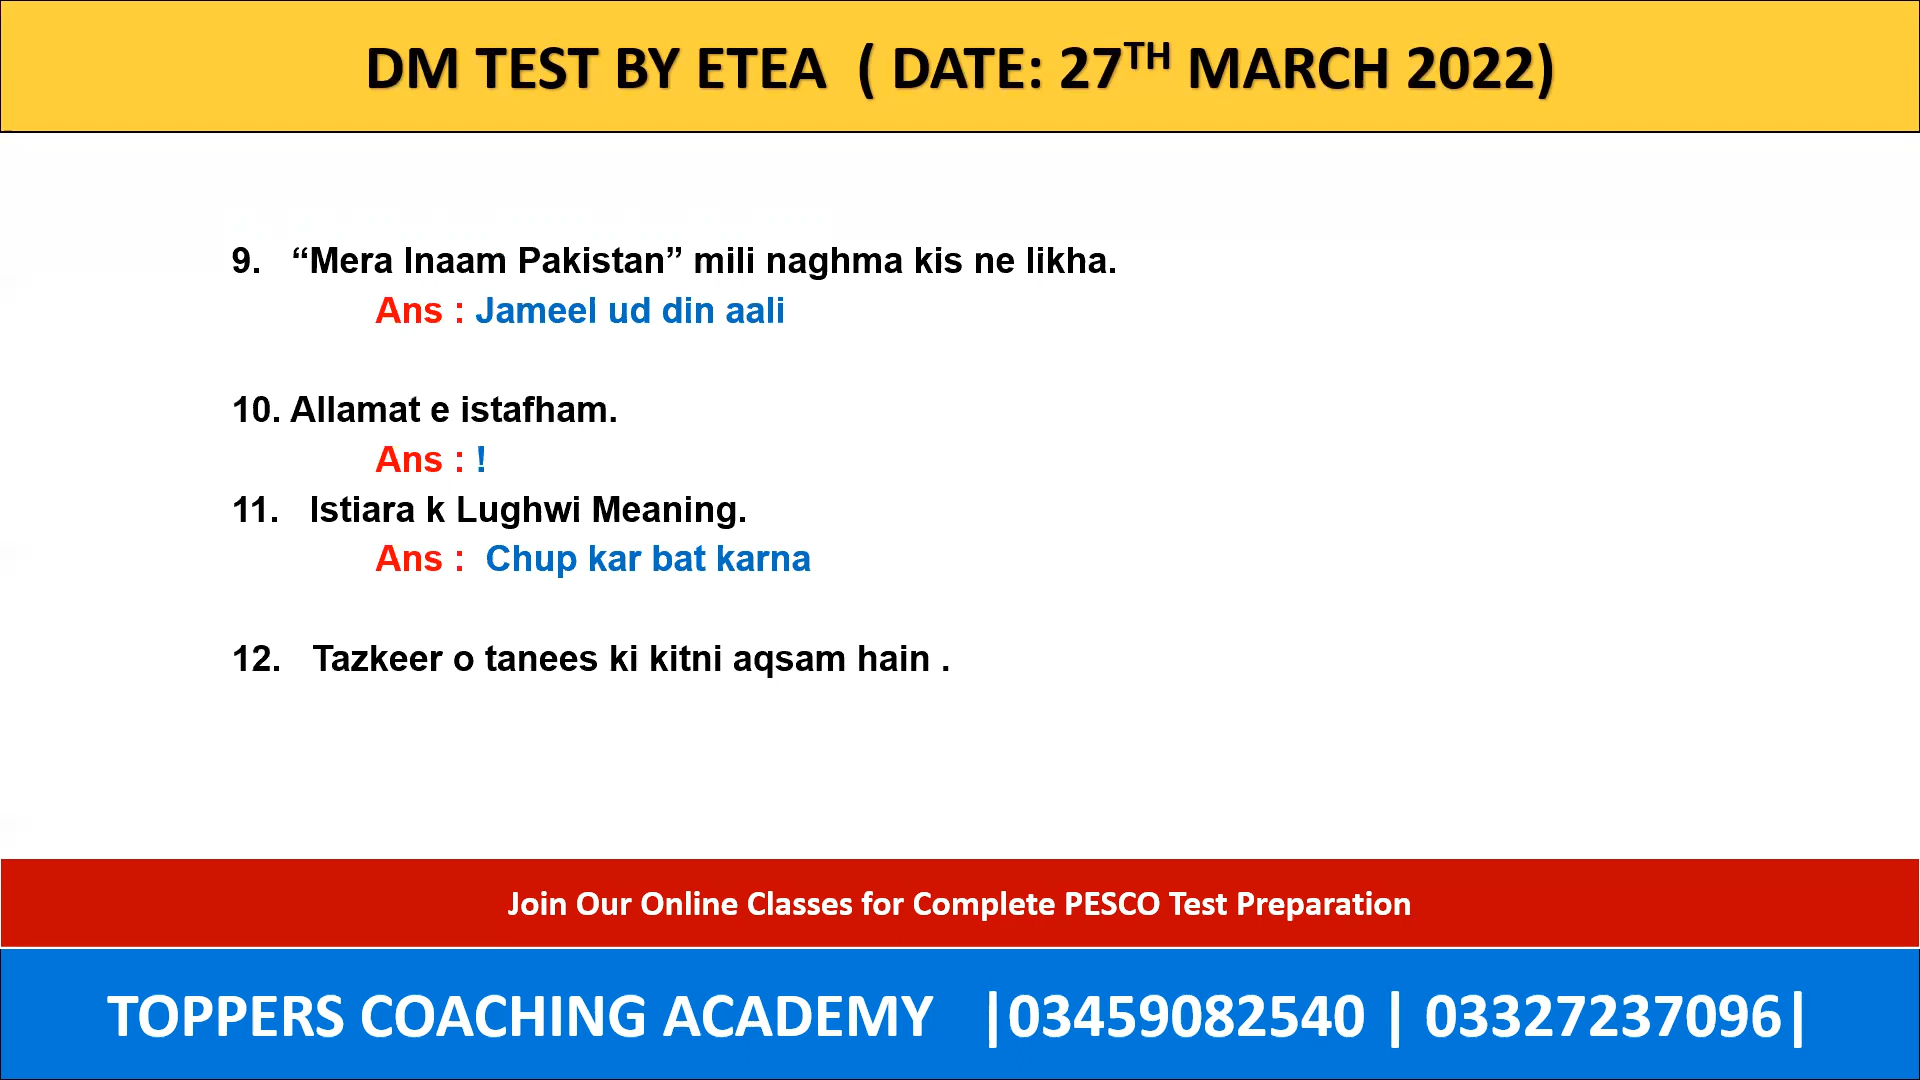 DM TEST BY ETEA ( DATE: 27TH MARCH 2022)
9. “Mera Inaam Pakistan” mili naghma kis ne likha.
Ans : Jameel ud din aali
10. Allamat e istafham.
Ans : !
11. Istiara k Lughwi Meaning.
Ans : Chup kar bat karna
12. Tazkeer o tanees ki kitni aqsam hain .
Join Our Online Classes for Complete PESCO Test Preparation
TOPPERS COACHING ACADEMY |03459082540 | 03327237096|